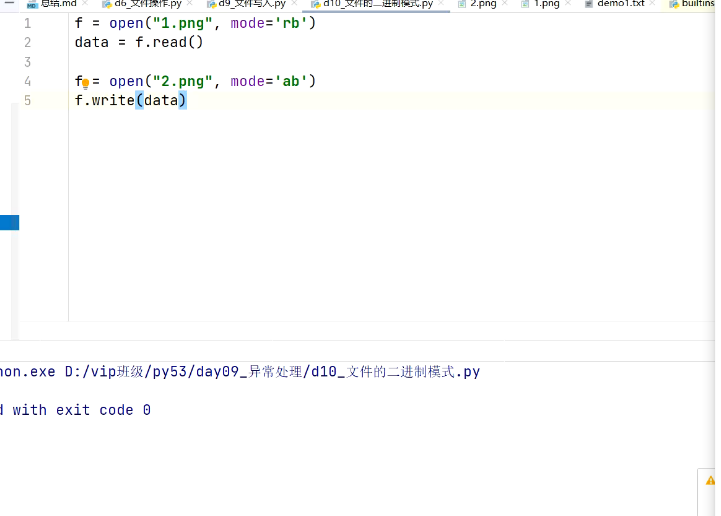 总结.md d6_文件操作.py d9_文件写入.py d10_文件的二进制模式.py 2.png 1.png demo1.txt builtins
1 f = open("1.png", mode='rb')
2 data = f.read()
3
4 f = open("2.png", mode='ab')
5 f.write(data)
hon.exe D:/vip班级/py53/day09_异常处理/d10_文件的二进制模式.py
d with exit code 0